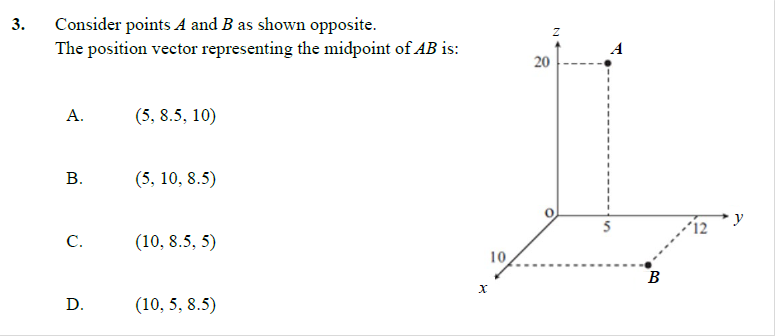 3. Consider points A and B as shown opposite.
The position vector representing the midpoint of AB is:
A. (5, 8.5, 10)
B. (5, 10, 8.5)
C. (10, 8.5, 5)
D. (10, 5, 8.5)
z
A
20
O
5
12
y
10
B
x